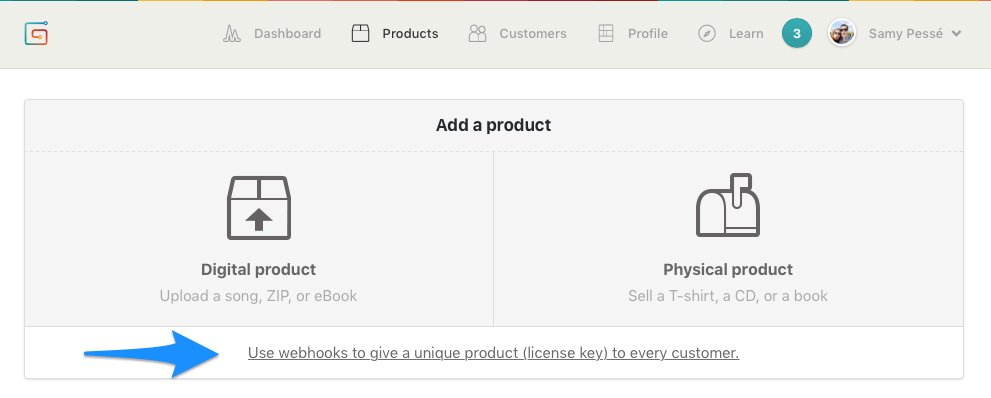 Dashboard Products Customers Profile Learn 3 Samy Pessé
Add a product
Digital product
Upload a song, ZIP, or eBook
Physical product
Sell a T-shirt, a CD, or a book
Use webhooks to give a unique product (license key) to every customer.